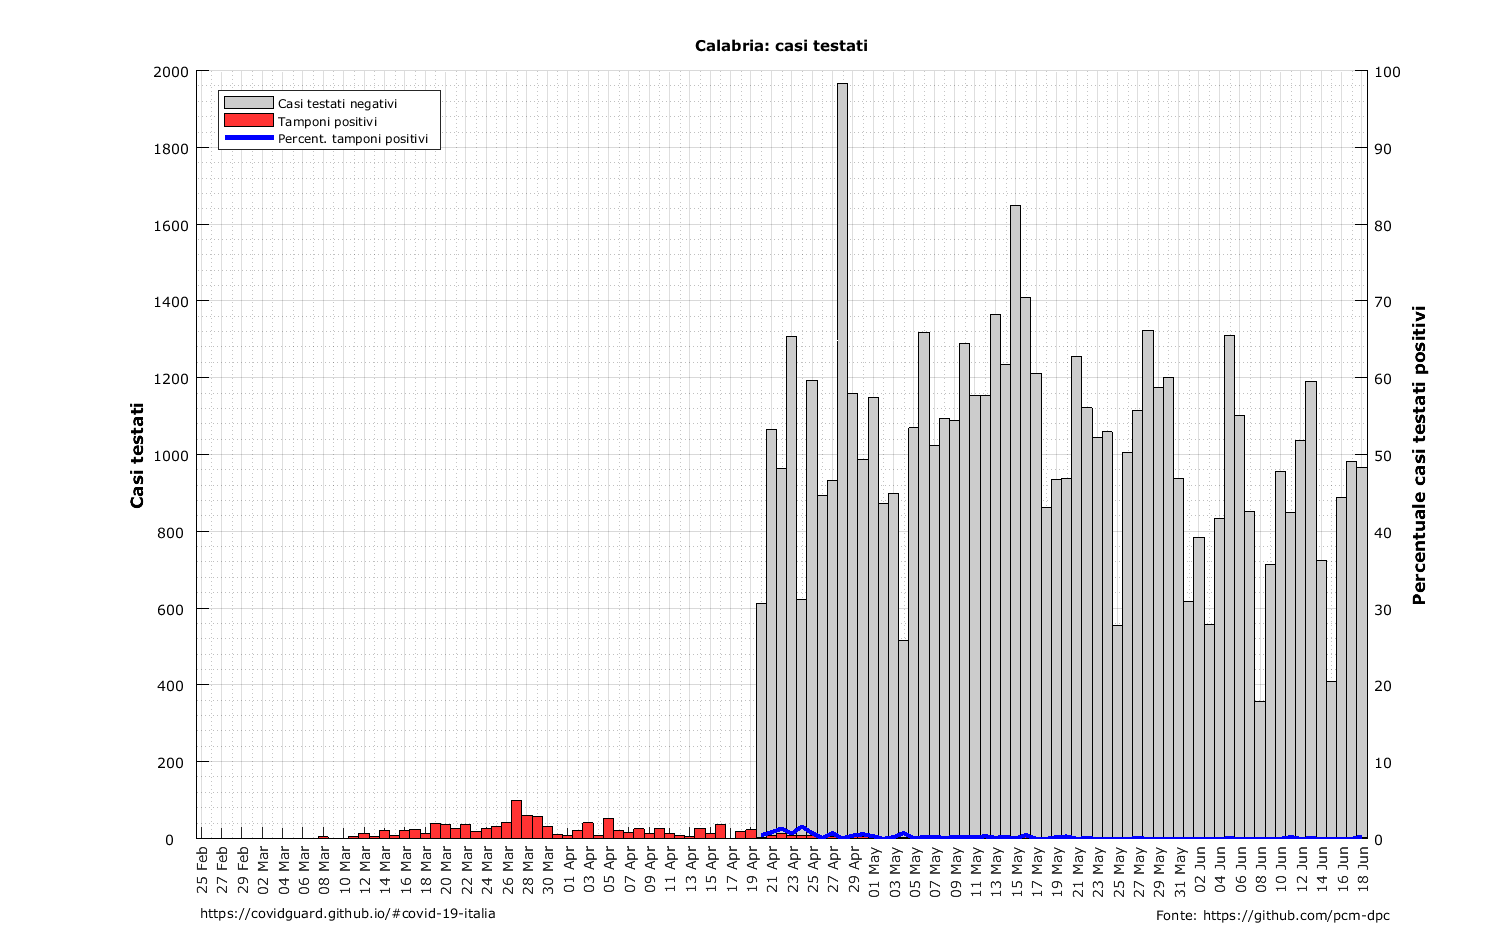 Calabria: casi testati
Casi testati negativi
Tamponi positivi
Percent. tamponi positivi
Casi testati
2000
1800
1600
1400
1200
1000
800
600
400
200
0
100
90
80
70
60
50
40
30
20
10
0
Percentuale casi testati positivi
25 Feb
27 Feb
29 Feb
02 Mar
04 Mar
06 Mar
08 Mar
10 Mar
12 Mar
14 Mar
16 Mar
18 Mar
20 Mar
22 Mar
24 Mar
26 Mar
28 Mar
30 Mar
01 Apr
03 Apr
05 Apr
07 Apr
09 Apr
11 Apr
13 Apr
15 Apr
17 Apr
19 Apr
21 Apr
23 Apr
25 Apr
27 Apr
29 Apr
01 May
03 May
05 May
07 May
09 May
11 May
13 May
15 May
17 May
19 May
21 May
23 May
25 May
27 May
29 May
31 May
02 Jun
04 Jun
06 Jun
08 Jun
10 Jun
12 Jun
14 Jun
16 Jun
18 Jun
https://covidguard.github.io/#covid-19-italia
Fonte: https://github.com/pcm-dpc